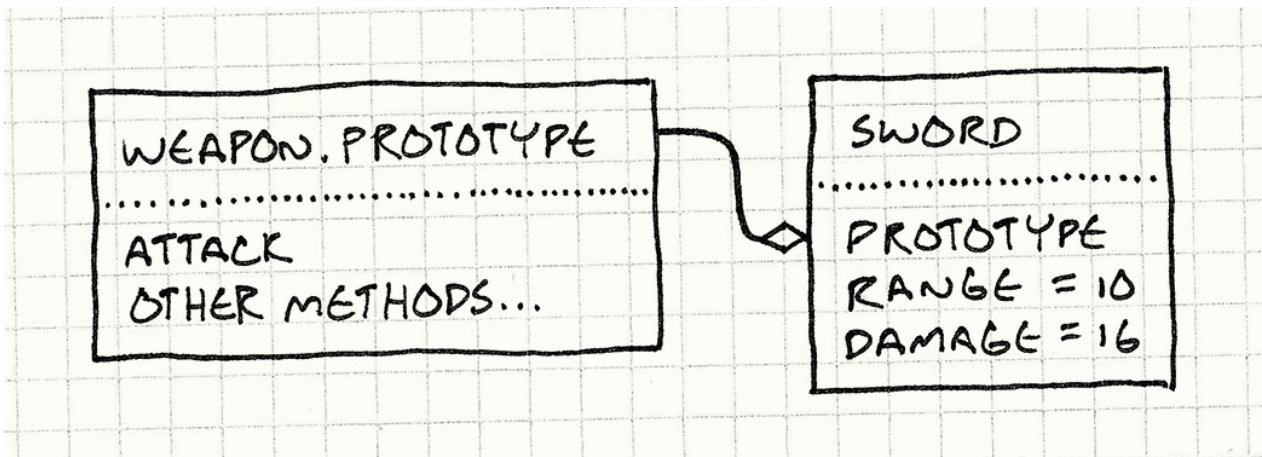 WEAPON.PROTOTYPE
ATTACK
OTHER METHODS...
SWORD
PROTOTYPE
RANGE = 10
DAMAGE = 16